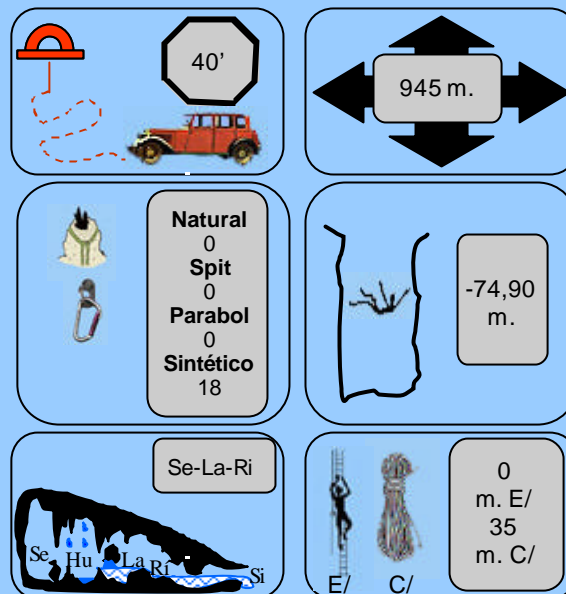 40’
945 m.
Natural
0
Spit
0
Parabol
0
Sintético
18
-74,90
m.
Se-La-Ri
Se Hu La Rí Si
0
m. E/
35
m. C/
E/ C/